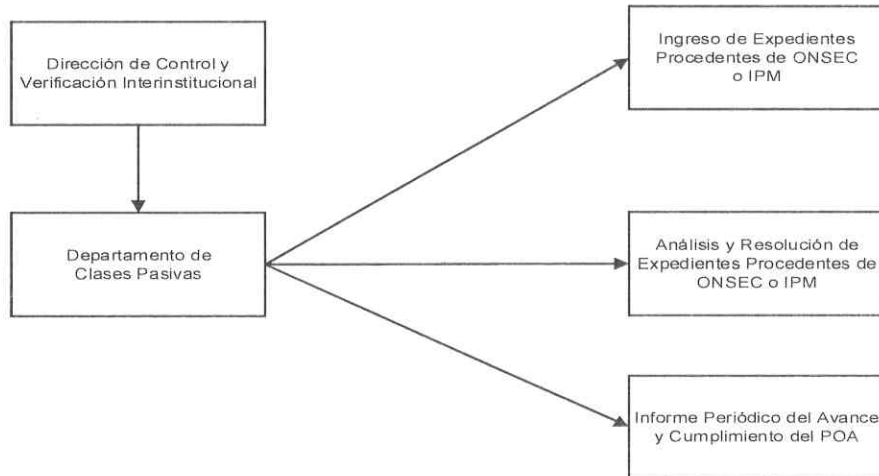 Dirección de Control y
Verificación Interinstitucional
Departamento de
Clases Pasivas
Ingreso de Expedientes
Procedentes de ONSEC
o IPM
Análisis y Resolución de
Expedientes Procedentes de
ONSEC o IPM
Informe Periódico del Avance
y Cumplimiento del POA